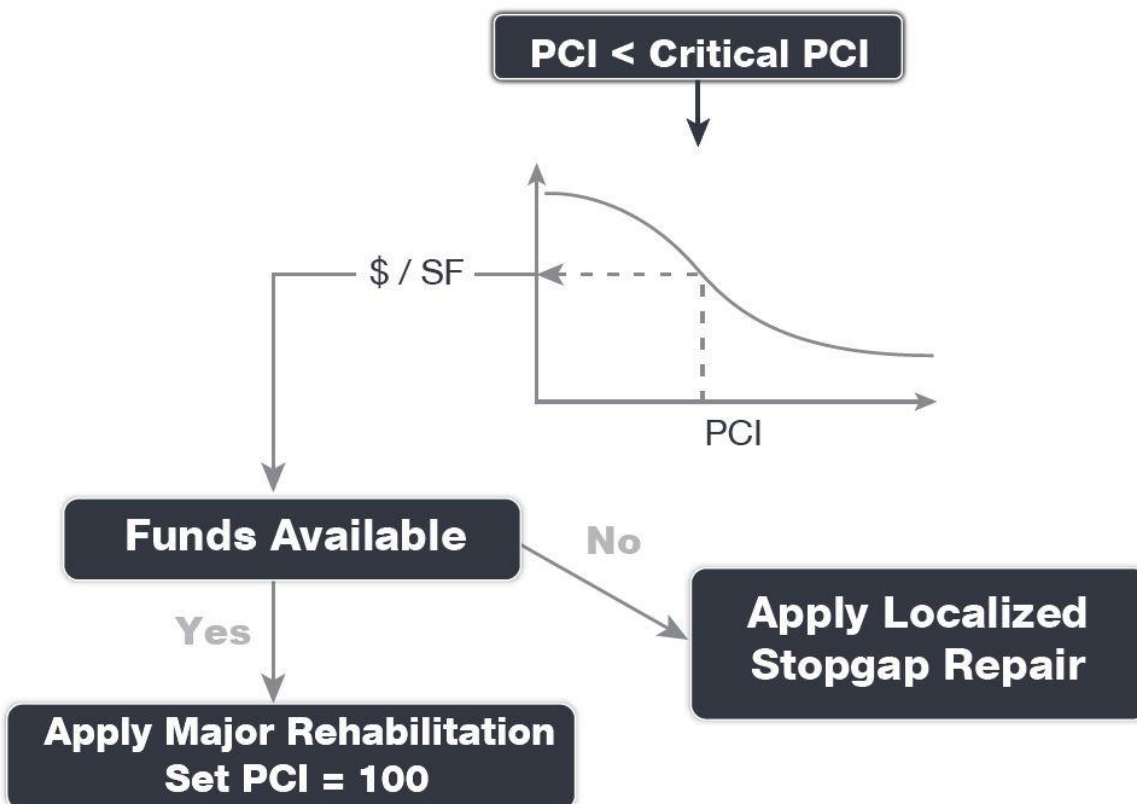 PCI < Critical PCI
$ / SF
PCI
Funds Available
No
Yes
Apply Localized
Stopgap Repair
Apply Major Rehabilitation
Set PCI = 100